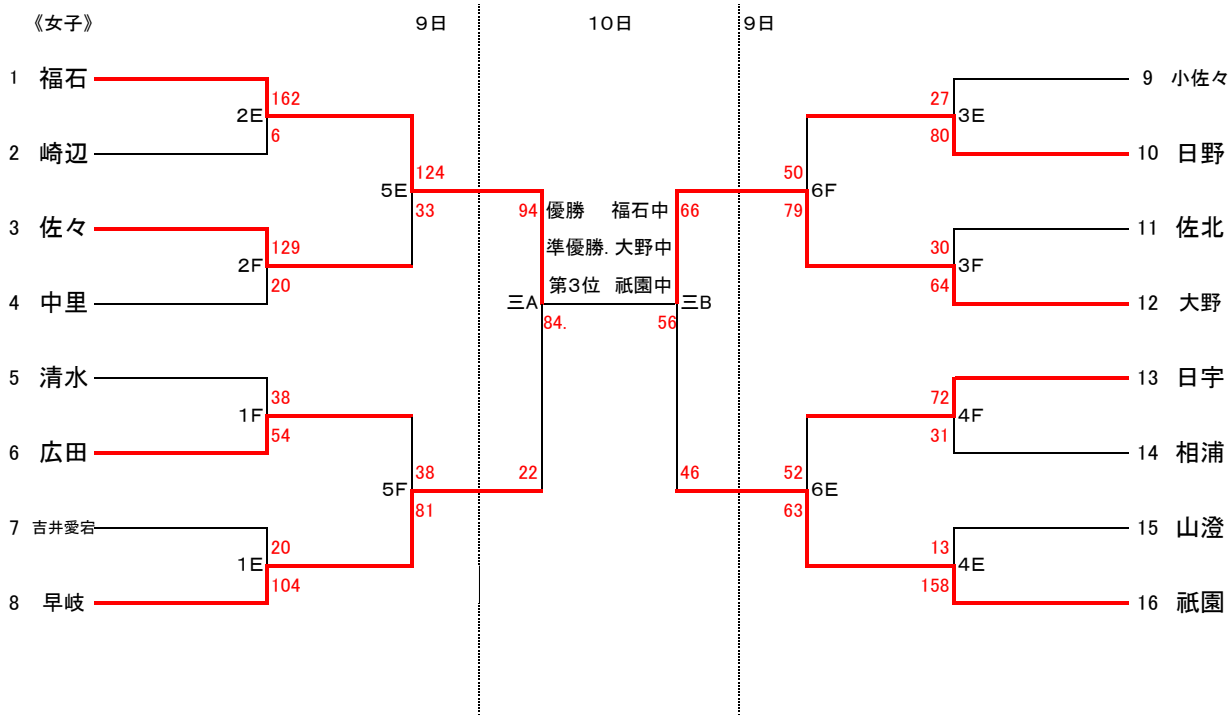 《女子》 9日 10日 9日
1 福石 9 小佐々
162 27
2E 3E
6 80
2 崎辺 10 日野
124 50
5E 6F
33 94 優勝 福石中 66 79
3 佐々 11 佐北
129 準優勝. 大野中 30
2F 3F
20 第3位 祇園中 64
4 中里 三A 三B 12 大野
84. 56
5 清水 13 日宇
38 72
1F 4F
54 31
6 広田 14 相浦
38 22 46 52
5F 6E
81 63
7 吉井愛宕 15 山澄
20 13
1E 4E
104 158
8 早岐 16 祇園